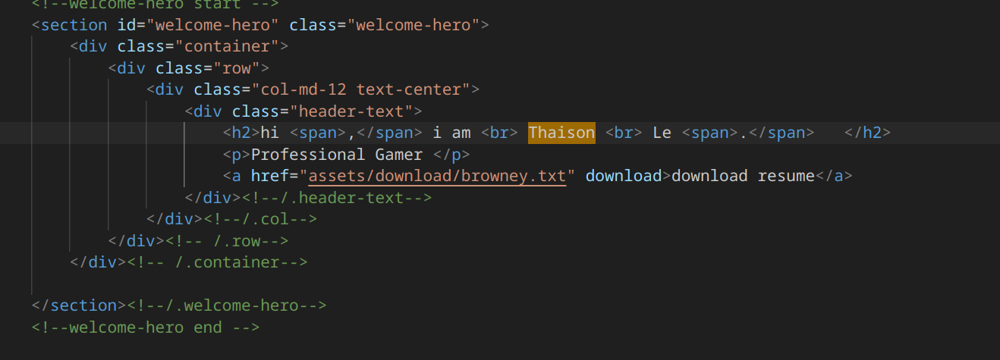 <!--welcome-hero start -->
<section id="welcome-hero" class="welcome-hero">
<div class="container">
<div class="row">
<div class="col-md-12 text-center">
<div class="header-text">
<h2>hi <span>,</span> i am <br> Thaison <br> Le <span>.</span>   </h2>
<p>Professional Gamer </p>
<a href="assets/download/browney.txt" download>download resume</a>
</div><!--/.header-text-->
</div><!--/.col-->
</div><!-- /.row-->
</div><!-- /.container-->
</section><!--/.welcome-hero-->
<!--welcome-hero end -->